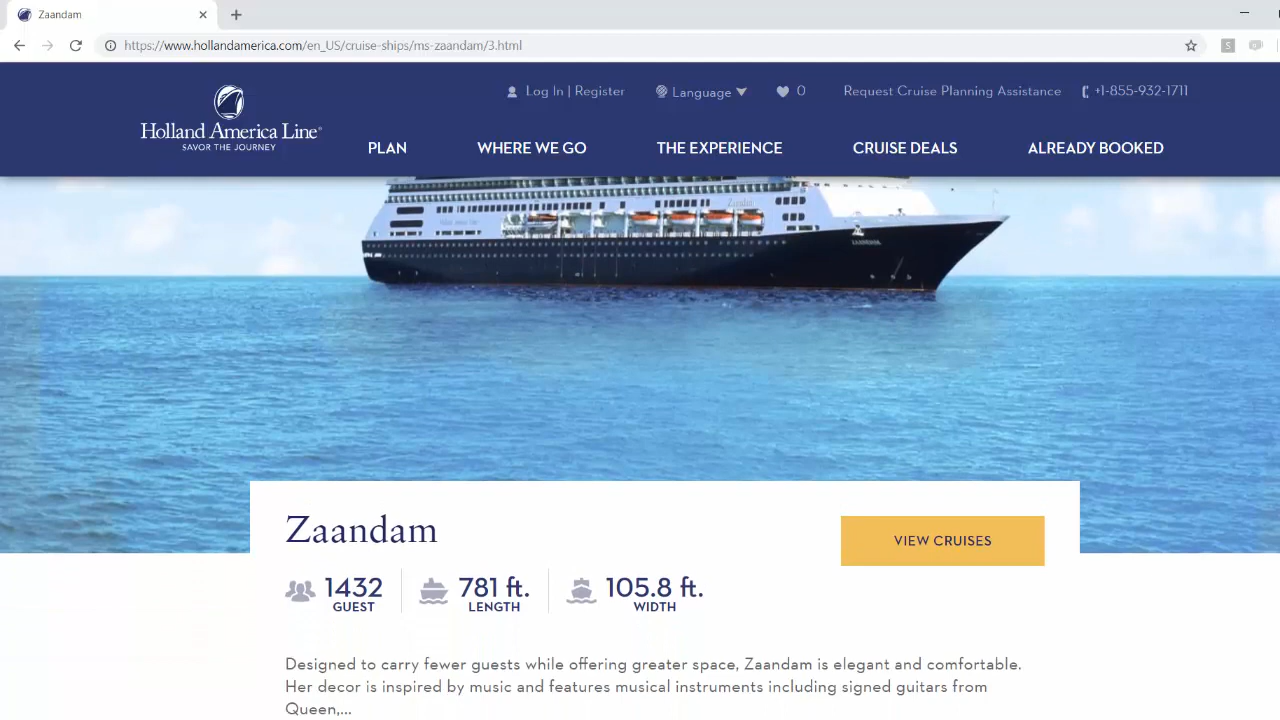 Zaandam
https://www.hollandamerica.com/en_US/cruise-ships/ms-zaandam/3.html
S
Log In | Register
Language
0
Request Cruise Planning Assistance
+1-855-932-1711
Holland America Line®
SAVOR THE JOURNEY
PLAN
WHERE WE GO
THE EXPERIENCE
CRUISE DEALS
ALREADY BOOKED
Zaandam
ZAANDAM
Zaandam
VIEW CRUISES
1432
GUEST
781 ft.
LENGTH
105.8 ft.
WIDTH
Designed to carry fewer guests while offering greater space, Zaandam is elegant and comfortable.
Her decor is inspired by music and features musical instruments including signed guitars from
Queen,...